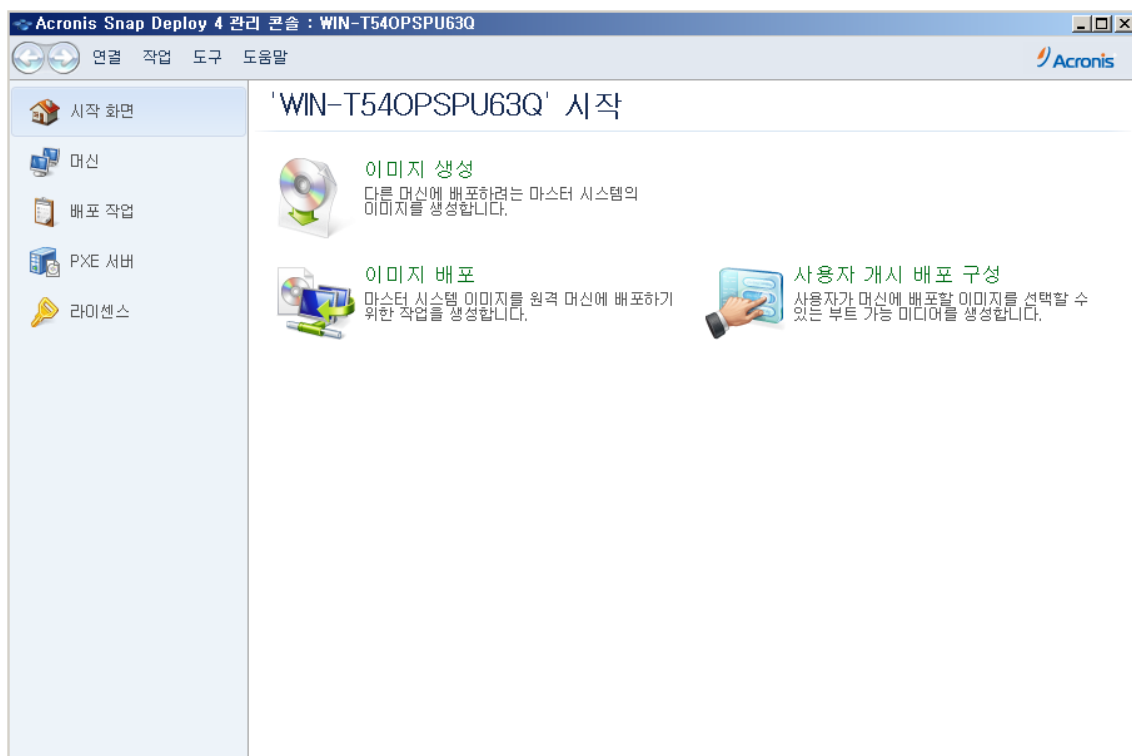 Acronis Snap Deploy 4 관리 콘솔 : WIN-T54OPSPU63Q
연결 작업 도구 도움말
Acronis
시작 화면
머신
배포 작업
PXE 서버
라이센스
'WIN-T54OPSPU63Q' 시작
이미지 생성
다른 머신에 배포하려는 마스터 시스템의
이미지를 생성합니다.
이미지 배포
마스터 시스템 이미지를 원격 머신에 배포하기
위한 작업을 생성합니다.
사용자 개시 배포 구성
사용자가 머신에 배포할 이미지를 선택할 수
있는 부트 가능 미디어를 생성합니다.